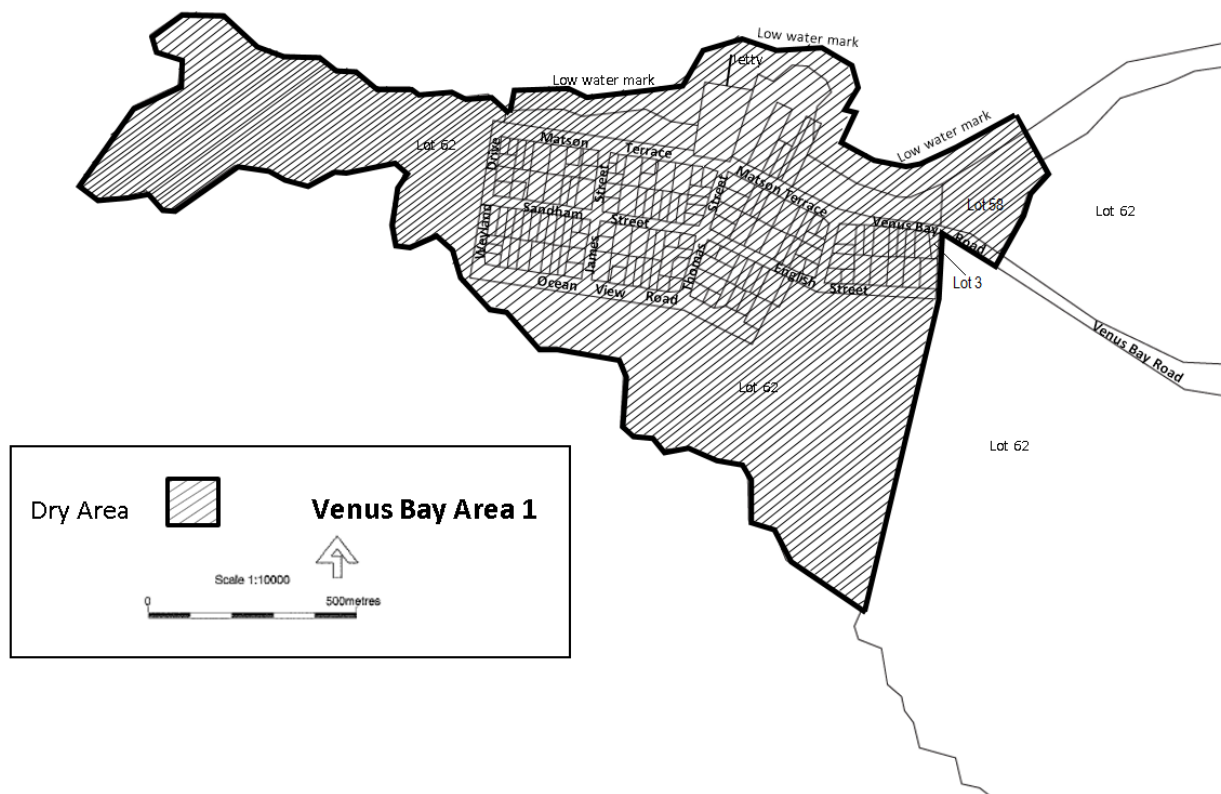 Low water mark
Jetty
Low water mark
Low water mark
Lot 62
Matson Terrace
Drive
Street
Street
Matson Terrace
Lot 58
Lot 62
Sandham Street
Venus Bay Road
Weyland
James
Thomas
English Street
Lot 3
Ocean View Road
Venus Bay Road
Lot 62
Lot 62
Dry Area
Venus Bay Area 1
Scale 1:10000
0
500metres